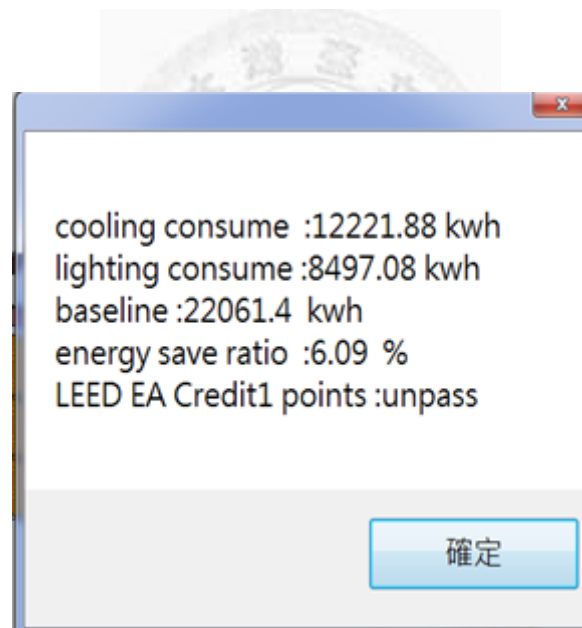 cooling consume :12221.88 kwh
lighting consume :8497.08 kwh
baseline :22061.4 kwh
energy save ratio :6.09 %
LEED EA Credit1 points :unpass
確定